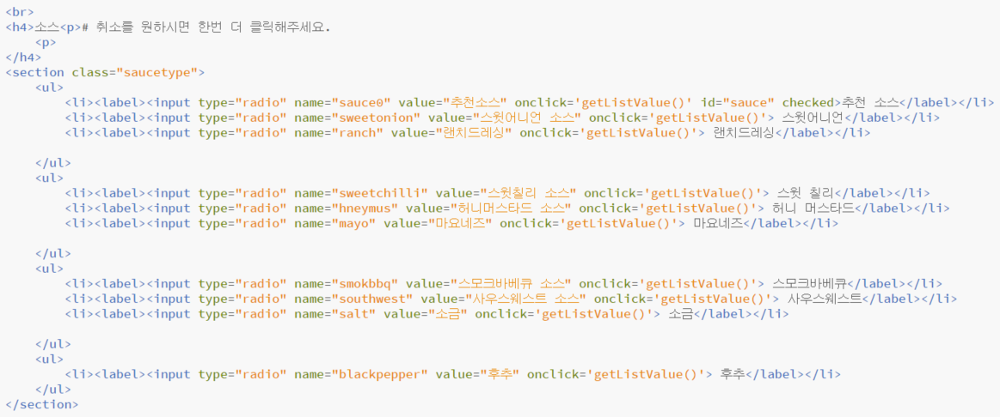 <br>
<h4>소스<p># 취소를 원하시면 한번 더 클릭해주세요.
<p>
</h4>
<section class="saucetype">
<ul>
<li><label><input type="radio" name="sauce0" value="추천소스" onclick='getListValue()' id="sauce" checked>추천 소스</label></li>
<li><label><input type="radio" name="sweetonion" value="스윗어니언 소스" onclick='getListValue()'> 스윗어니언</label></li>
<li><label><input type="radio" name="ranch" value="랜치드레싱" onclick='getListValue()'> 랜치드레싱</label></li>
</ul>
<ul>
<li><label><input type="radio" name="sweetchilli" value="스윗칠리 소스" onclick='getListValue()'> 스윗 칠리</label></li>
<li><label><input type="radio" name="hneymus" value="허니머스타드 소스" onclick='getListValue()'> 허니 머스타드</label></li>
<li><label><input type="radio" name="mayo" value="마요네즈" onclick='getListValue()'> 마요네즈</label></li>
</ul>
<ul>
<li><label><input type="radio" name="smokbbq" value="스모크바베큐 소스" onclick='getListValue()'> 스모크바베큐</label></li>
<li><label><input type="radio" name="southwest" value="사우스웨스트 소스" onclick='getListValue()'> 사우스웨스트</label></li>
<li><label><input type="radio" name="salt" value="소금" onclick='getListValue()'> 소금</label></li>
</ul>
<ul>
<li><label><input type="radio" name="blackpepper" value="후추" onclick='getListValue()'> 후추</label></li>
</ul>
</section>